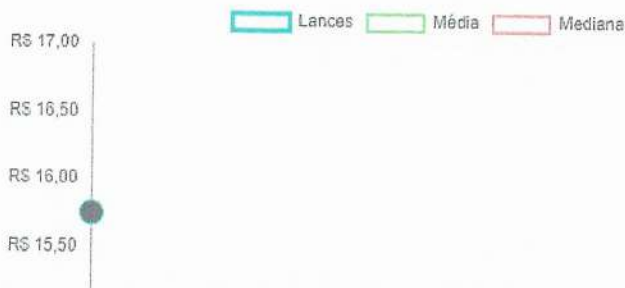 Lances Média Mediana
R$ 17,00
R$ 16,50
R$ 16,00
R$ 15,50